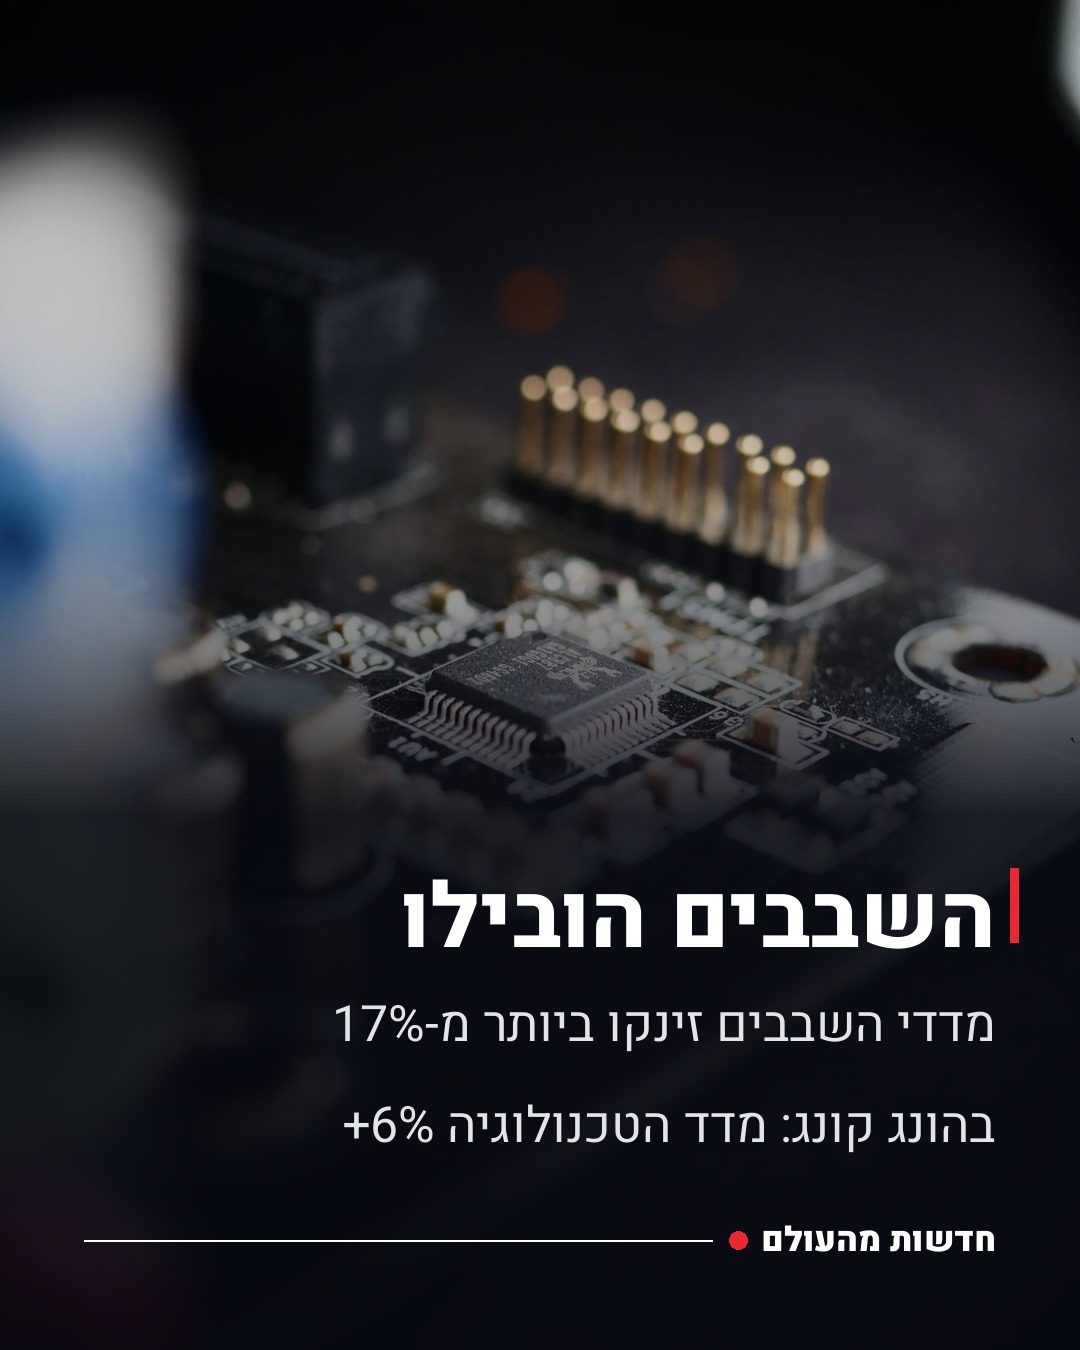 השבבים הובילו
מדדי השבבים זינקו ביותר מ-17%
בהונג קונג: מדד הטכנולוגיה 6%+
חדשות מהעולם